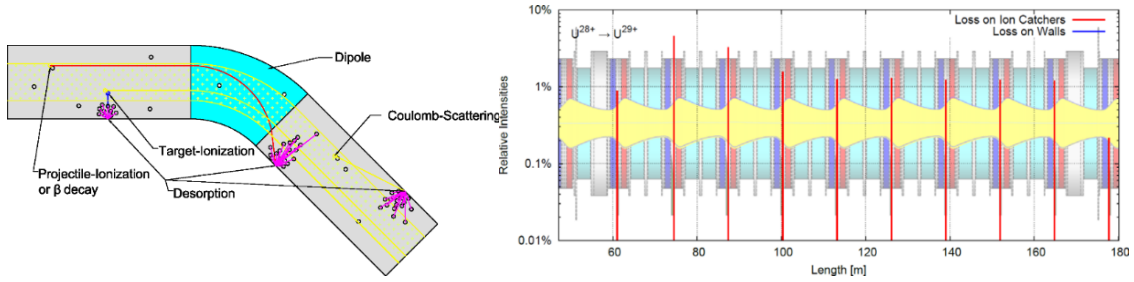 Dipole
Coulomb-Scattering
Target-Ionization
Projectile-Ionization
or β decay
Desorption
U²⁸⁺ → U²⁹⁺
Loss on Ion Catchers
Loss on Walls
Relative Intensities
10%
1%
0.1%
0.01%
60 80 100 120 140 160 180
Length [m]